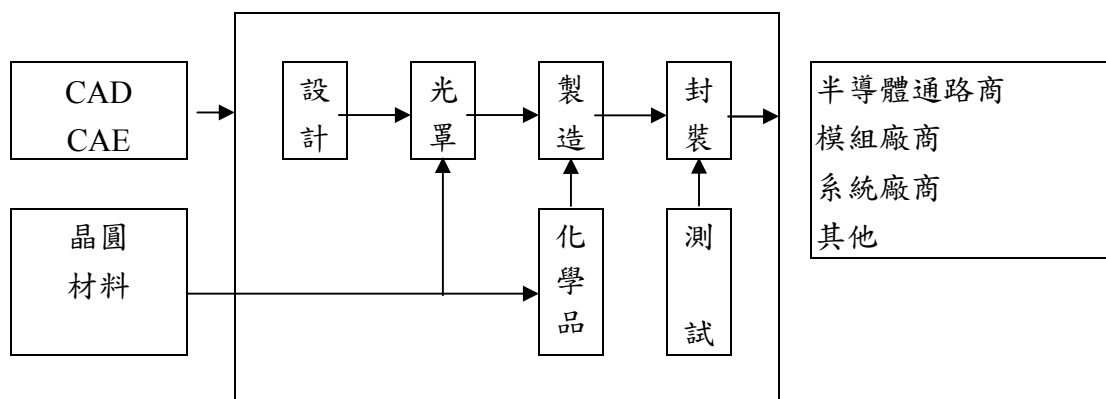 CAD
CAE
設計
光罩
製造
封裝
半導體通路商
模組廠商
系統廠商
其他
晶圓
材料
化學品
測試